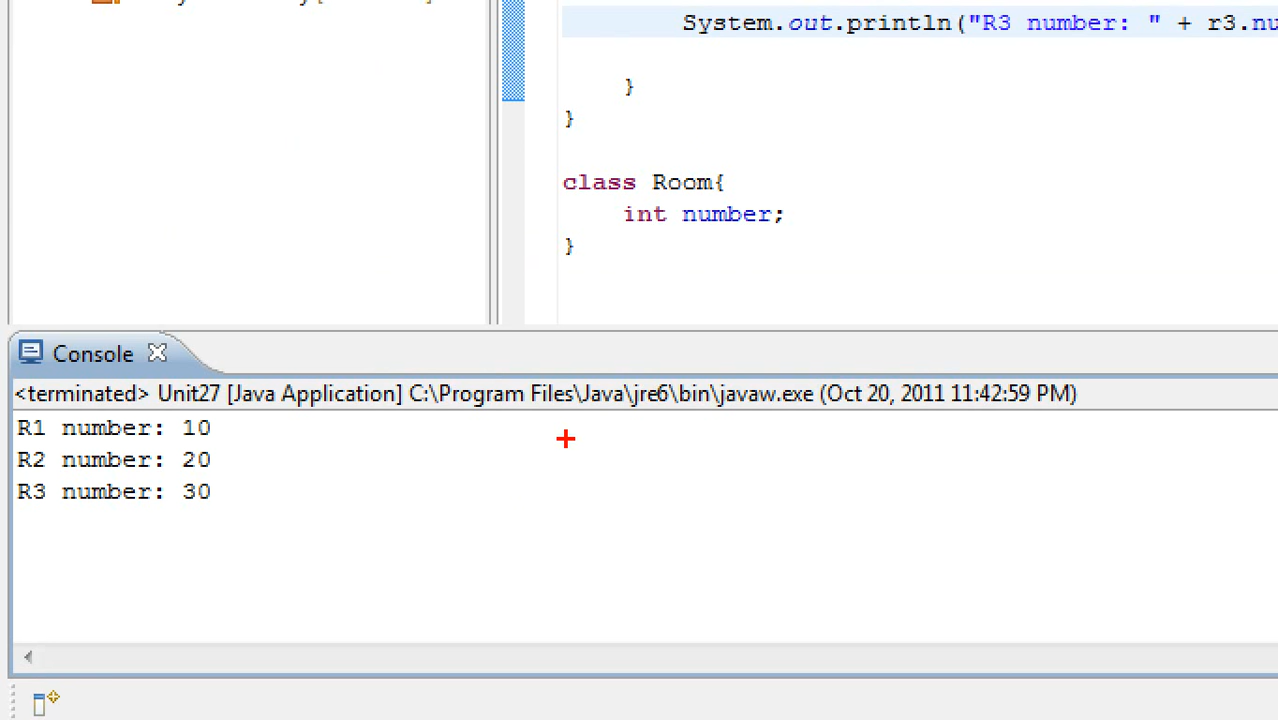 System.out.println("R3 number: " + r3.nu
}
}
class Room{
int number;
}
Console
<terminated> Unit27 [Java Application] C:\Program Files\Java\jre6\bin\javaw.exe (Oct 20, 2011 11:42:59 PM)
R1 number: 10
R2 number: 20
R3 number: 30